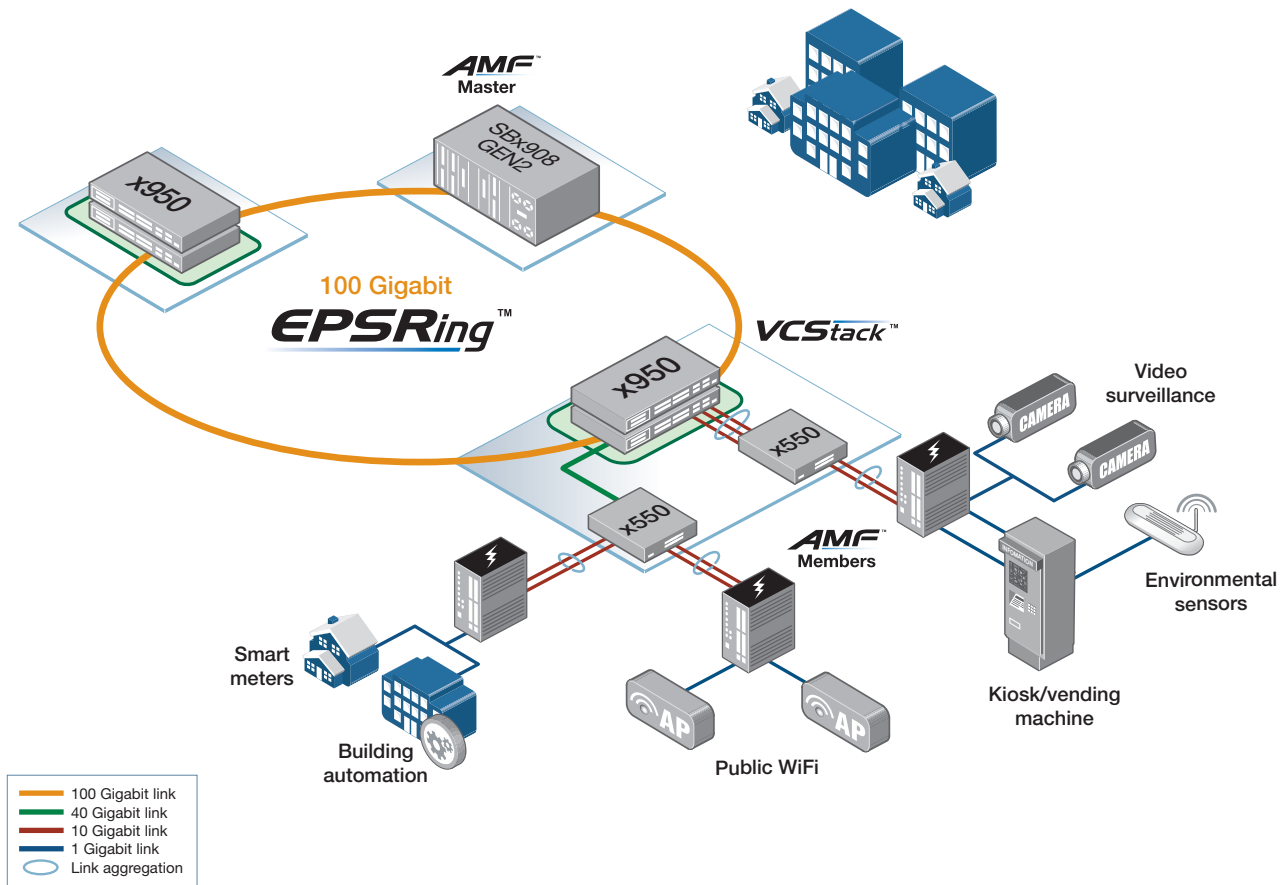 AMF™
Master
SBx908
GEN2
x950
100 Gigabit
EPSRing™
VCStack™
x950
x550
x550
Video
surveillance
CAMERA
CAMERA
AMF™
Members
INFOMATION
Environmental
sensors
Smart
meters
Kiosk/vending
machine
AP
AP
Building
automation
Public WiFi
100 Gigabit link
40 Gigabit link
10 Gigabit link
1 Gigabit link
Link aggregation